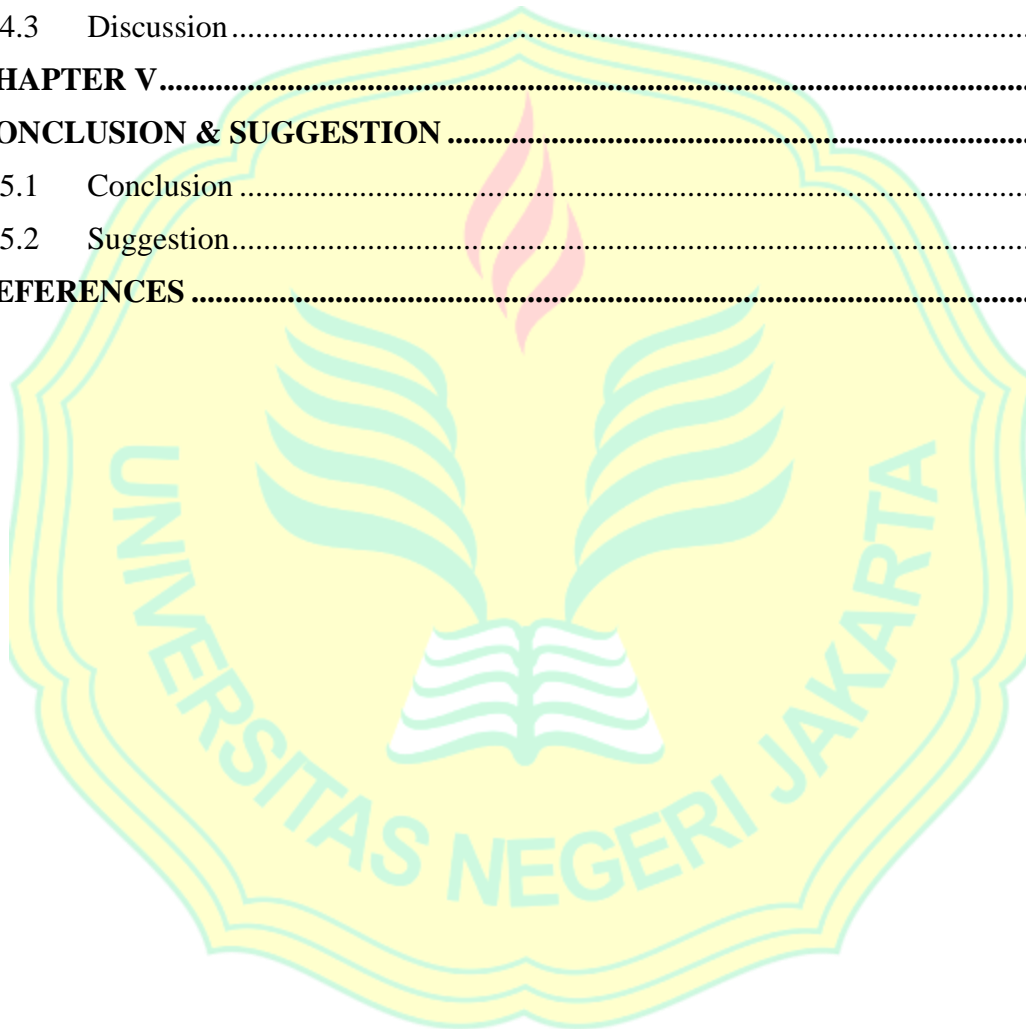 4.3 Discussion ........................................................................................................
HAPTER V ........................................................................................................
ONCLUSION & SUGGESTION ........................................................................
5.1 Conclusion ........................................................................................................
5.2 Suggestion ........................................................................................................
EFERENCES ........................................................................................................
UNIVERSITAS NEGERI JAKARTA